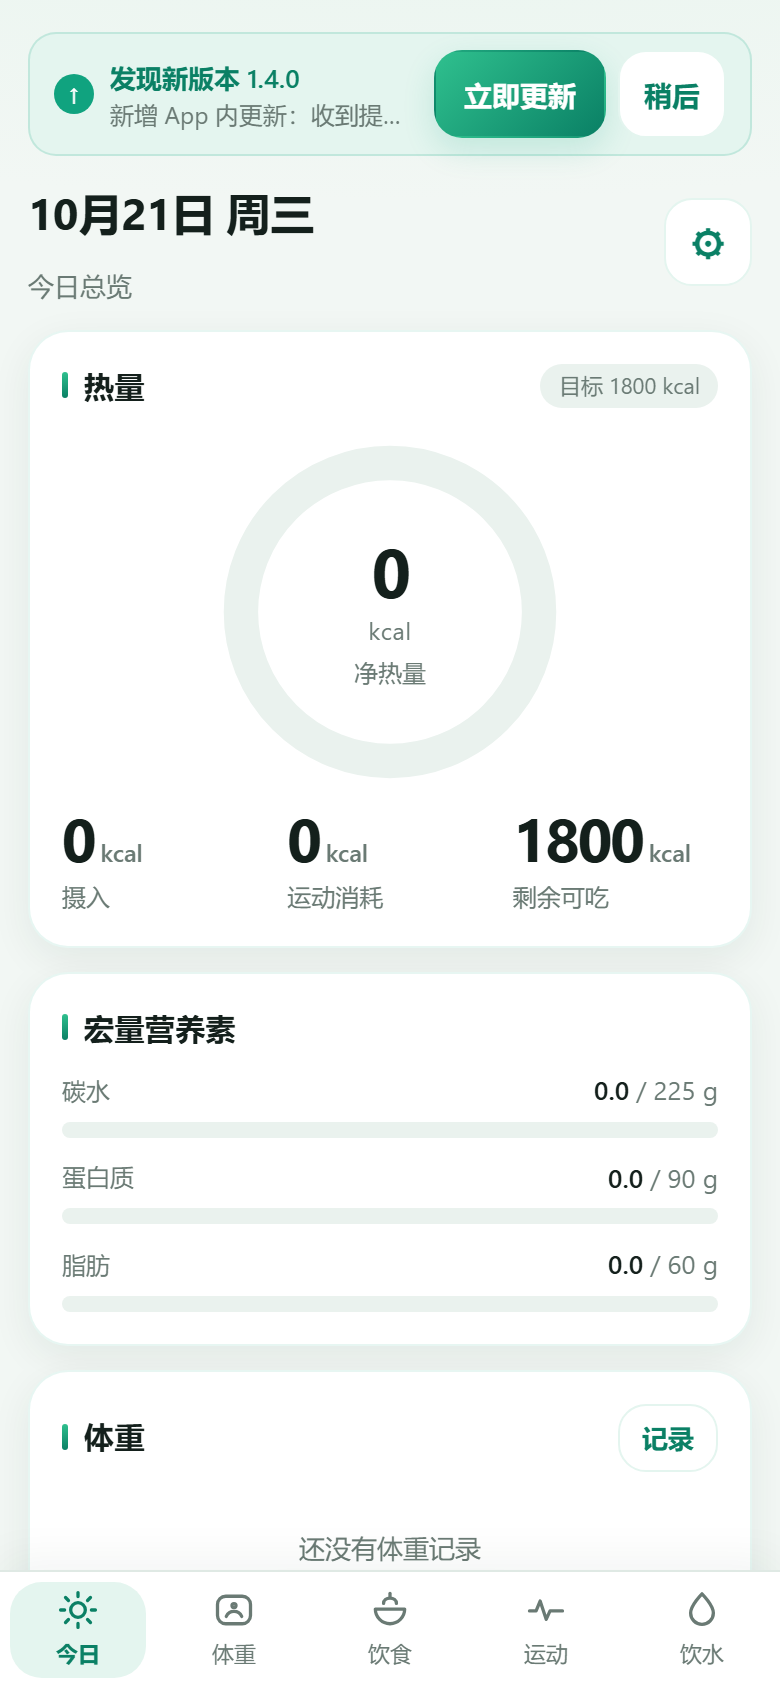 发现新版本 1.4.0
新增 App 内更新：收到提...
立即更新
稍后
10月21日 周三
今日总览
热量
目标 1800 kcal
0
kcal
净热量
0 kcal
摄入
0 kcal
运动消耗
1800 kcal
剩余可吃
宏量营养素
碳水
0.0 / 225 g
蛋白质
0.0 / 90 g
脂肪
0.0 / 60 g
体重
记录
还没有体重记录
今日
体重
饮食
运动
饮水